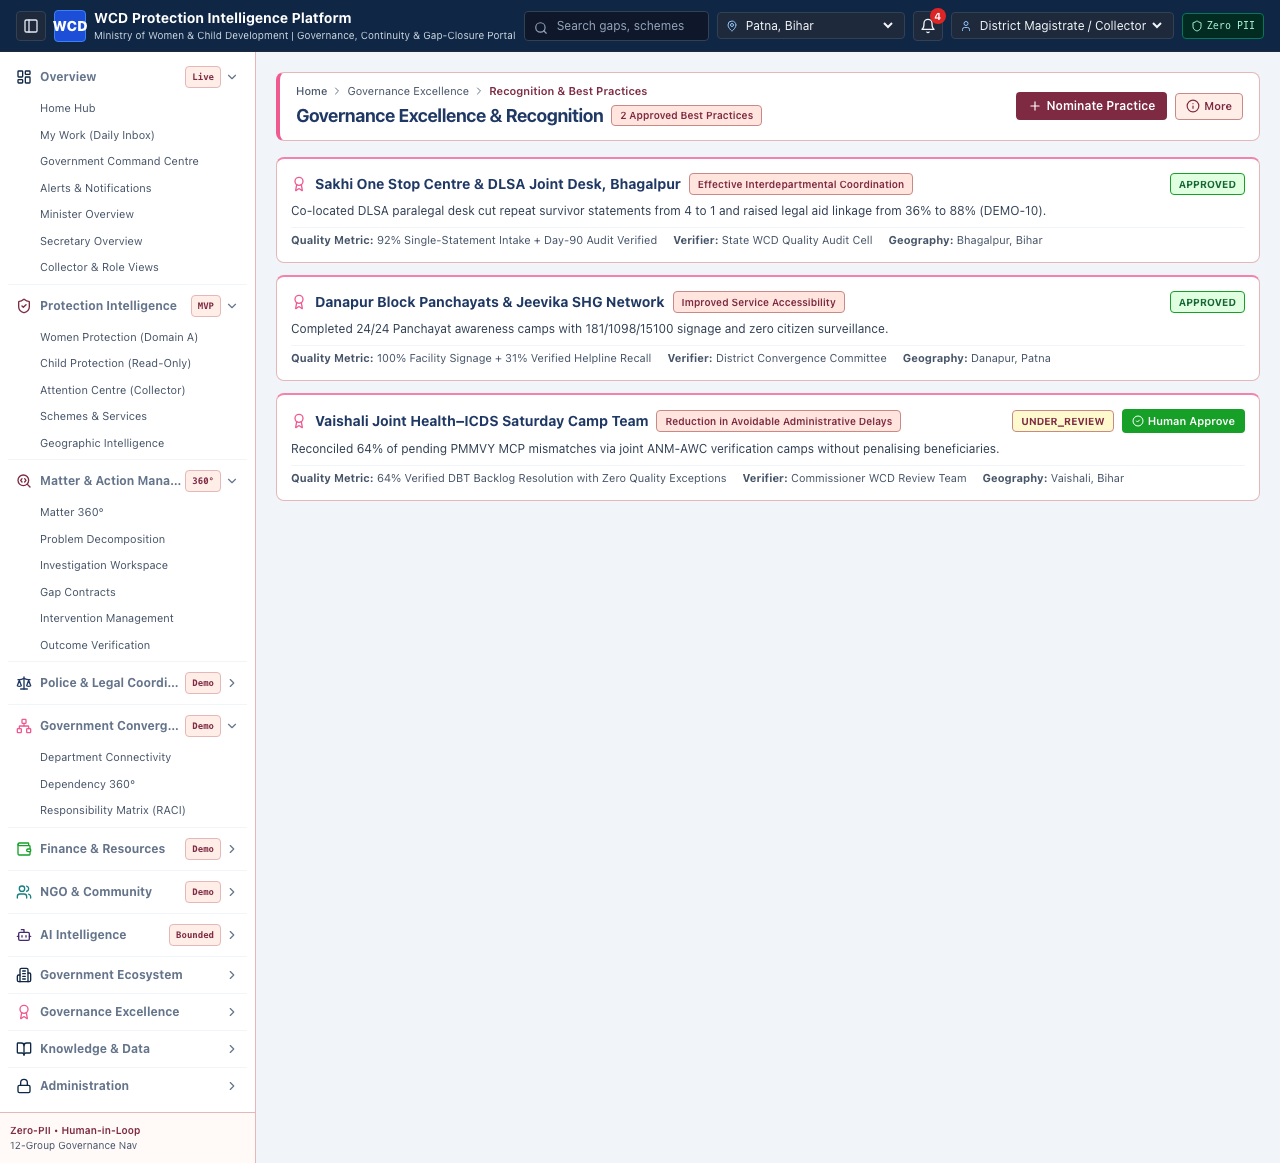 WCD
WCD Protection Intelligence Platform
Ministry of Women & Child Development | Governance, Continuity & Gap-Closure Portal
Search gaps, schemes
Patna, Bihar
4
District Magistrate / Collector
Zero PII
Overview
Live
Home Hub
My Work (Daily Inbox)
Government Command Centre
Alerts & Notifications
Minister Overview
Secretary Overview
Collector & Role Views
Protection Intelligence
MVP
Women Protection (Domain A)
Child Protection (Read-Only)
Attention Centre (Collector)
Schemes & Services
Geographic Intelligence
Matter & Action Mana...
360°
Matter 360°
Problem Decomposition
Investigation Workspace
Gap Contracts
Intervention Management
Outcome Verification
Police & Legal Coordi...
Demo
Government Converg...
Demo
Department Connectivity
Dependency 360°
Responsibility Matrix (RACI)
Finance & Resources
Demo
NGO & Community
Demo
AI Intelligence
Bounded
Government Ecosystem
Governance Excellence
Knowledge & Data
Administration
Zero-PII • Human-in-Loop
12-Group Governance Nav
Home > Governance Excellence > Recognition & Best Practices
Governance Excellence & Recognition
2 Approved Best Practices
Nominate Practice
More
Sakhi One Stop Centre & DLSA Joint Desk, Bhagalpur
Effective Interdepartmental Coordination
APPROVED
Co-located DLSA paralegal desk cut repeat survivor statements from 4 to 1 and raised legal aid linkage from 36% to 88% (DEMO-10).
Quality Metric: 92% Single-Statement Intake + Day-90 Audit Verified Verifier: State WCD Quality Audit Cell Geography: Bhagalpur, Bihar
Danapur Block Panchayats & Jeevika SHG Network
Improved Service Accessibility
APPROVED
Completed 24/24 Panchayat awareness camps with 181/1098/15100 signage and zero citizen surveillance.
Quality Metric: 100% Facility Signage + 31% Verified Helpline Recall Verifier: District Convergence Committee Geography: Danapur, Patna
Vaishali Joint Health–ICDS Saturday Camp Team
Reduction in Avoidable Administrative Delays
UNDER_REVIEW
Human Approve
Reconciled 64% of pending PMMVY MCP mismatches via joint ANM-AWC verification camps without penalising beneficiaries.
Quality Metric: 64% Verified DBT Backlog Resolution with Zero Quality Exceptions Verifier: Commissioner WCD Review Team Geography: Vaishali, Bihar